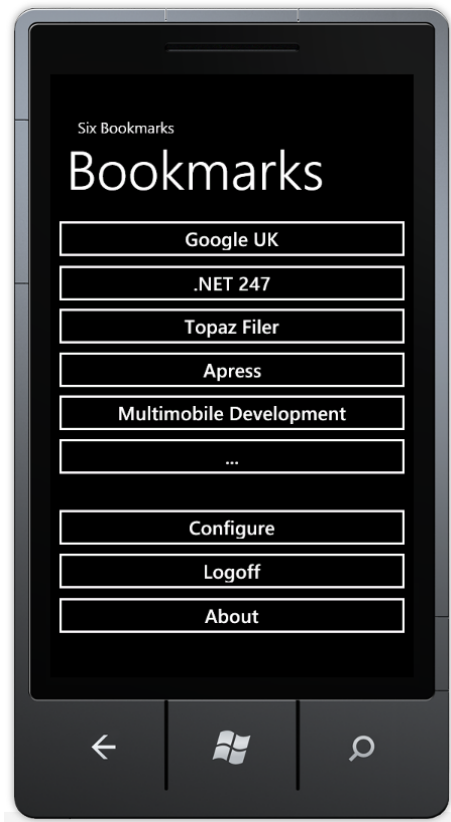 Six Bookmarks
Bookmarks
Google UK
.NET 247
Topaz Filer
Apress
Multimobile Development
...
Configure
Logoff
About